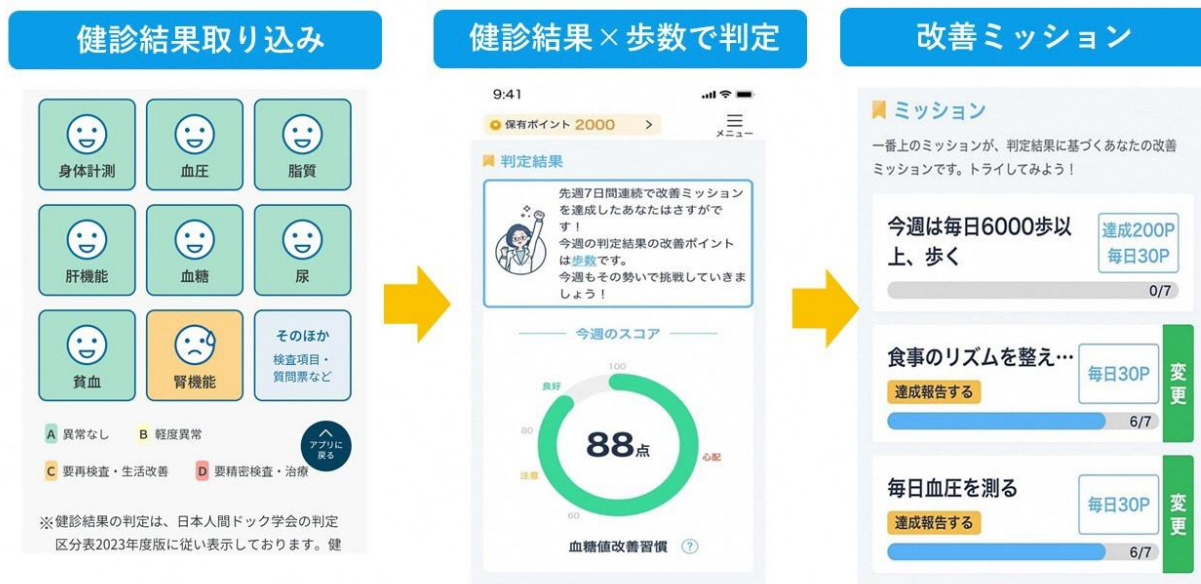 健診結果取り込み
身体計測
血圧
脂質
肝機能
血糖
尿
貧血
腎機能
そのほか
検査項目・
質問票など
A 異常なし
B 軽度異常
C 要再検査・生活改善
D 要精密検査・治療
アプリに
戻る
※健診結果の判定は、日本人間ドック学会の判定
区分表2023年度版に従い表示しております。健
健診結果×歩数で判定
9:41
保有ポイント 2000 >
メニュー
判定結果
先週7日間連続で改善ミッション
を達成したあなたはさすがで
す！
今週の判定結果の改善ポイント
は歩数です。
今週もその勢いで挑戦していきま
しょう！
今週のスコア
100
良好
80
注意
60
心配
88点
血糖値改善習慣 ?
改善ミッション
ミッション
一番上のミッションが、判定結果に基づくあなたの改善
ミッションです。トライしてみよう！
今週は毎日6000歩以
上、歩く
達成200P
毎日30P
0/7
食事のリズムを整え…
達成報告する
毎日30P
変更
6/7
毎日血圧を測る
達成報告する
毎日30P
変更
6/7